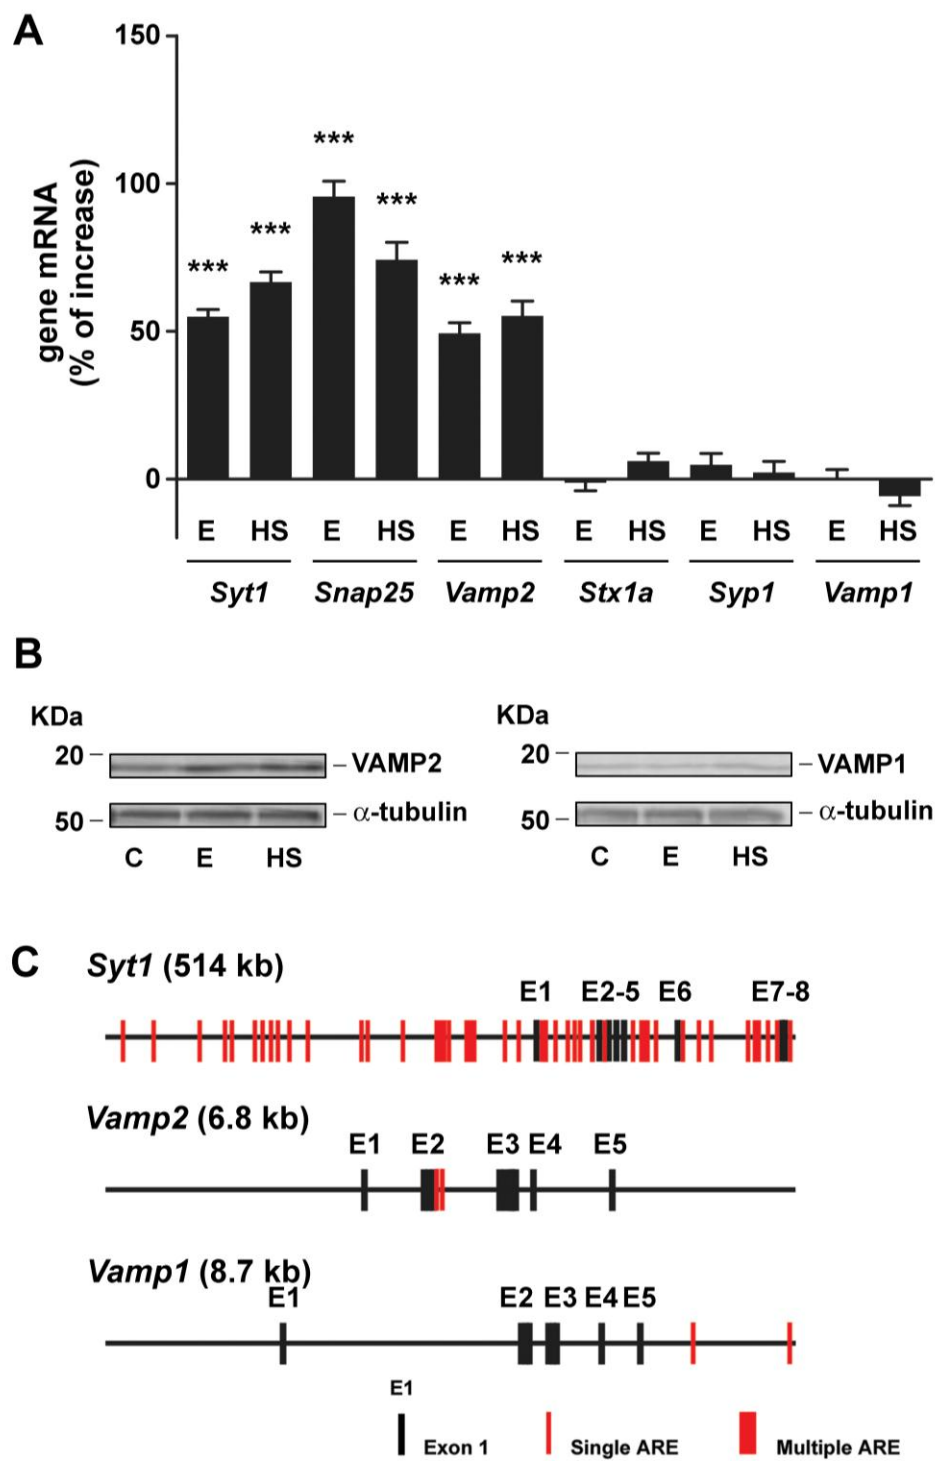 A
150
100
50
0
gene mRNA
(% of increase)
*** *** *** *** *** ***
E HS E HS E HS E HS E HS E HS
Syt1 Snap25 Vamp2 Stx1a Syp1 Vamp1
B
KDa
20
VAMP2
50
α-tubulin
C E HS
KDa
20
VAMP1
50
α-tubulin
C E HS
C
Syt1 (514 kb)
E1 E2-5 E6 E7-8
Vamp2 (6.8 kb)
E1 E2 E3 E4 E5
Vamp1 (8.7 kb)
E1 E2 E3 E4 E5
E1
Exon 1 Single ARE Multiple ARE